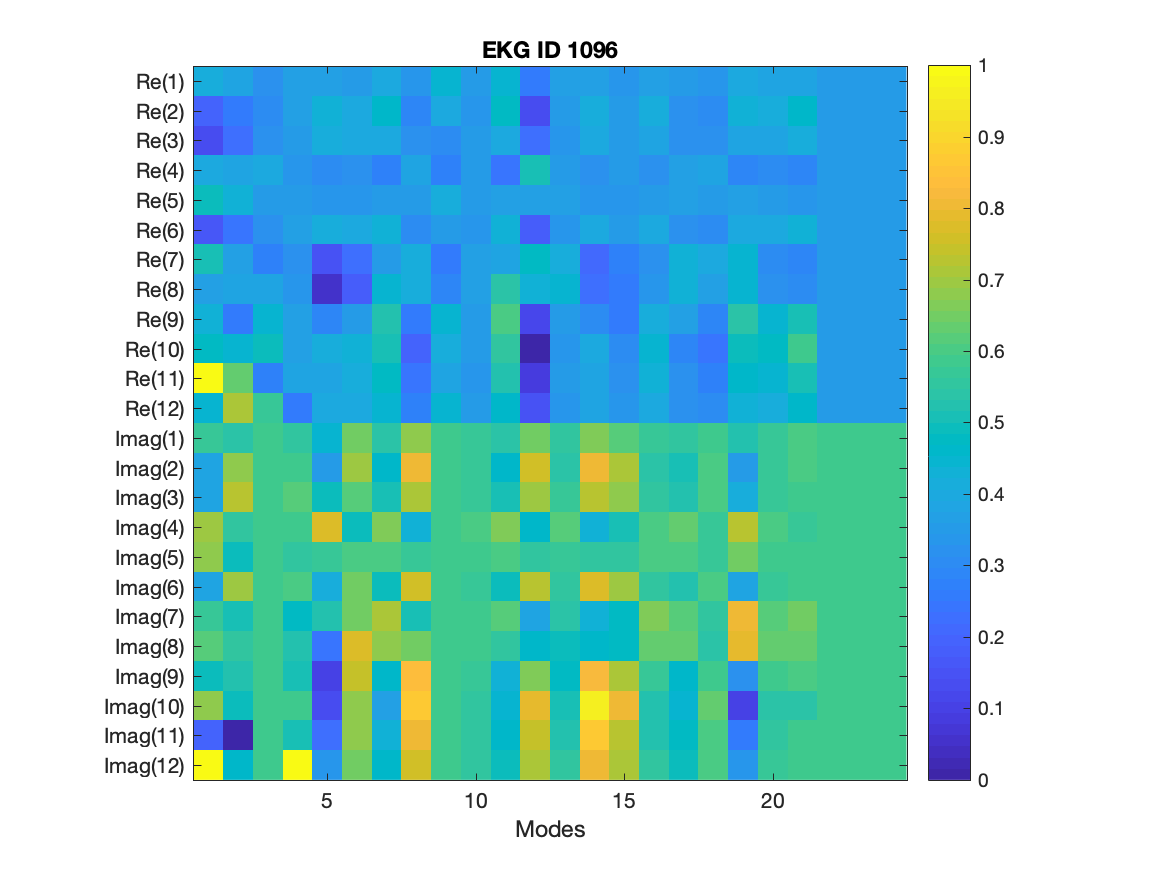 EKG ID 1096
Re(1)
Re(2)
Re(3)
Re(4)
Re(5)
Re(6)
Re(7)
Re(8)
Re(9)
Re(10)
Re(11)
Re(12)
Imag(1)
Imag(2)
Imag(3)
Imag(4)
Imag(5)
Imag(6)
Imag(7)
Imag(8)
Imag(9)
Imag(10)
Imag(11)
Imag(12)
5 10 15 20
Modes
1
0.9
0.8
0.7
0.6
0.5
0.4
0.3
0.2
0.1
0